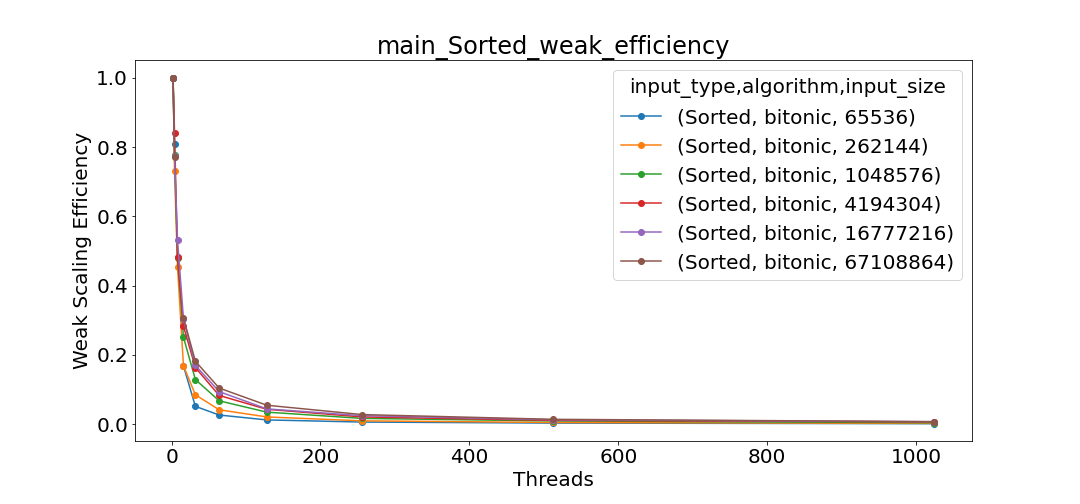 main_Sorted_weak_efficiency
input_type,algorithm,input_size
(Sorted, bitonic, 65536)
(Sorted, bitonic, 262144)
(Sorted, bitonic, 1048576)
(Sorted, bitonic, 4194304)
(Sorted, bitonic, 16777216)
(Sorted, bitonic, 67108864)
Weak Scaling Efficiency
1.0
0.8
0.6
0.4
0.2
0.0
0 200 400 600 800 1000
Threads